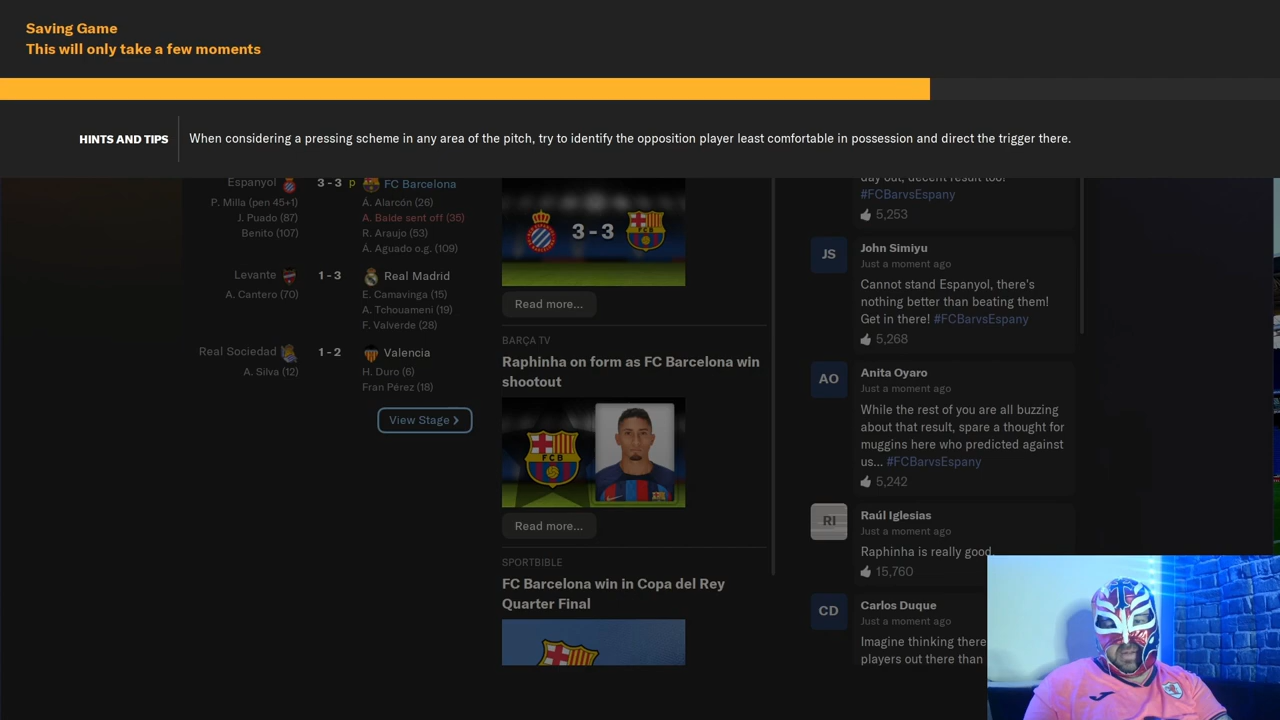 Saving Game
This will only take a few moments
HINTS AND TIPS
When considering a pressing scheme in any area of the pitch, try to identify the opposition player least comfortable in possession and direct the trigger there.
Espanyol 3 - 3 p FC Barcelona
P. Milla (pen 45+1)
J. Puado (87)
Benito (107)
Á. Alarcón (26)
A. Balde sent off (35)
R. Araujo (53)
Á. Aguado o.g. (109)
Levante 1 - 3 Real Madrid
A. Cantero (70)
E. Camavinga (15)
A. Tchouameni (19)
F. Valverde (28)
Real Sociedad 1 - 2 Valencia
A. Silva (12)
H. Duro (6)
Fran Pérez (18)
View Stage
3 - 3
Read more...
BARÇA TV
Raphinha on form as FC Barcelona win
shootout
FCB
Read more...
SPORTBIBLE
FC Barcelona win in Copa del Rey
Quarter Final
day out, decent result too!
#FCBarvsEspany
5,253
JS
John Simiyu
Just a moment ago
Cannot stand Espanyol, there's
nothing better than beating them!
Get in there! #FCBarvsEspany
5,268
AO
Anita Oyaro
Just a moment ago
While the rest of you are all buzzing
about that result, spare a thought for
muggins here who predicted against
us... #FCBarvsEspany
5,242
RI
Raúl Iglesias
Just a moment ago
Raphinha is really good.
15,760
CD
Carlos Duque
Just a moment ago
Imagine thinking there
players out there than